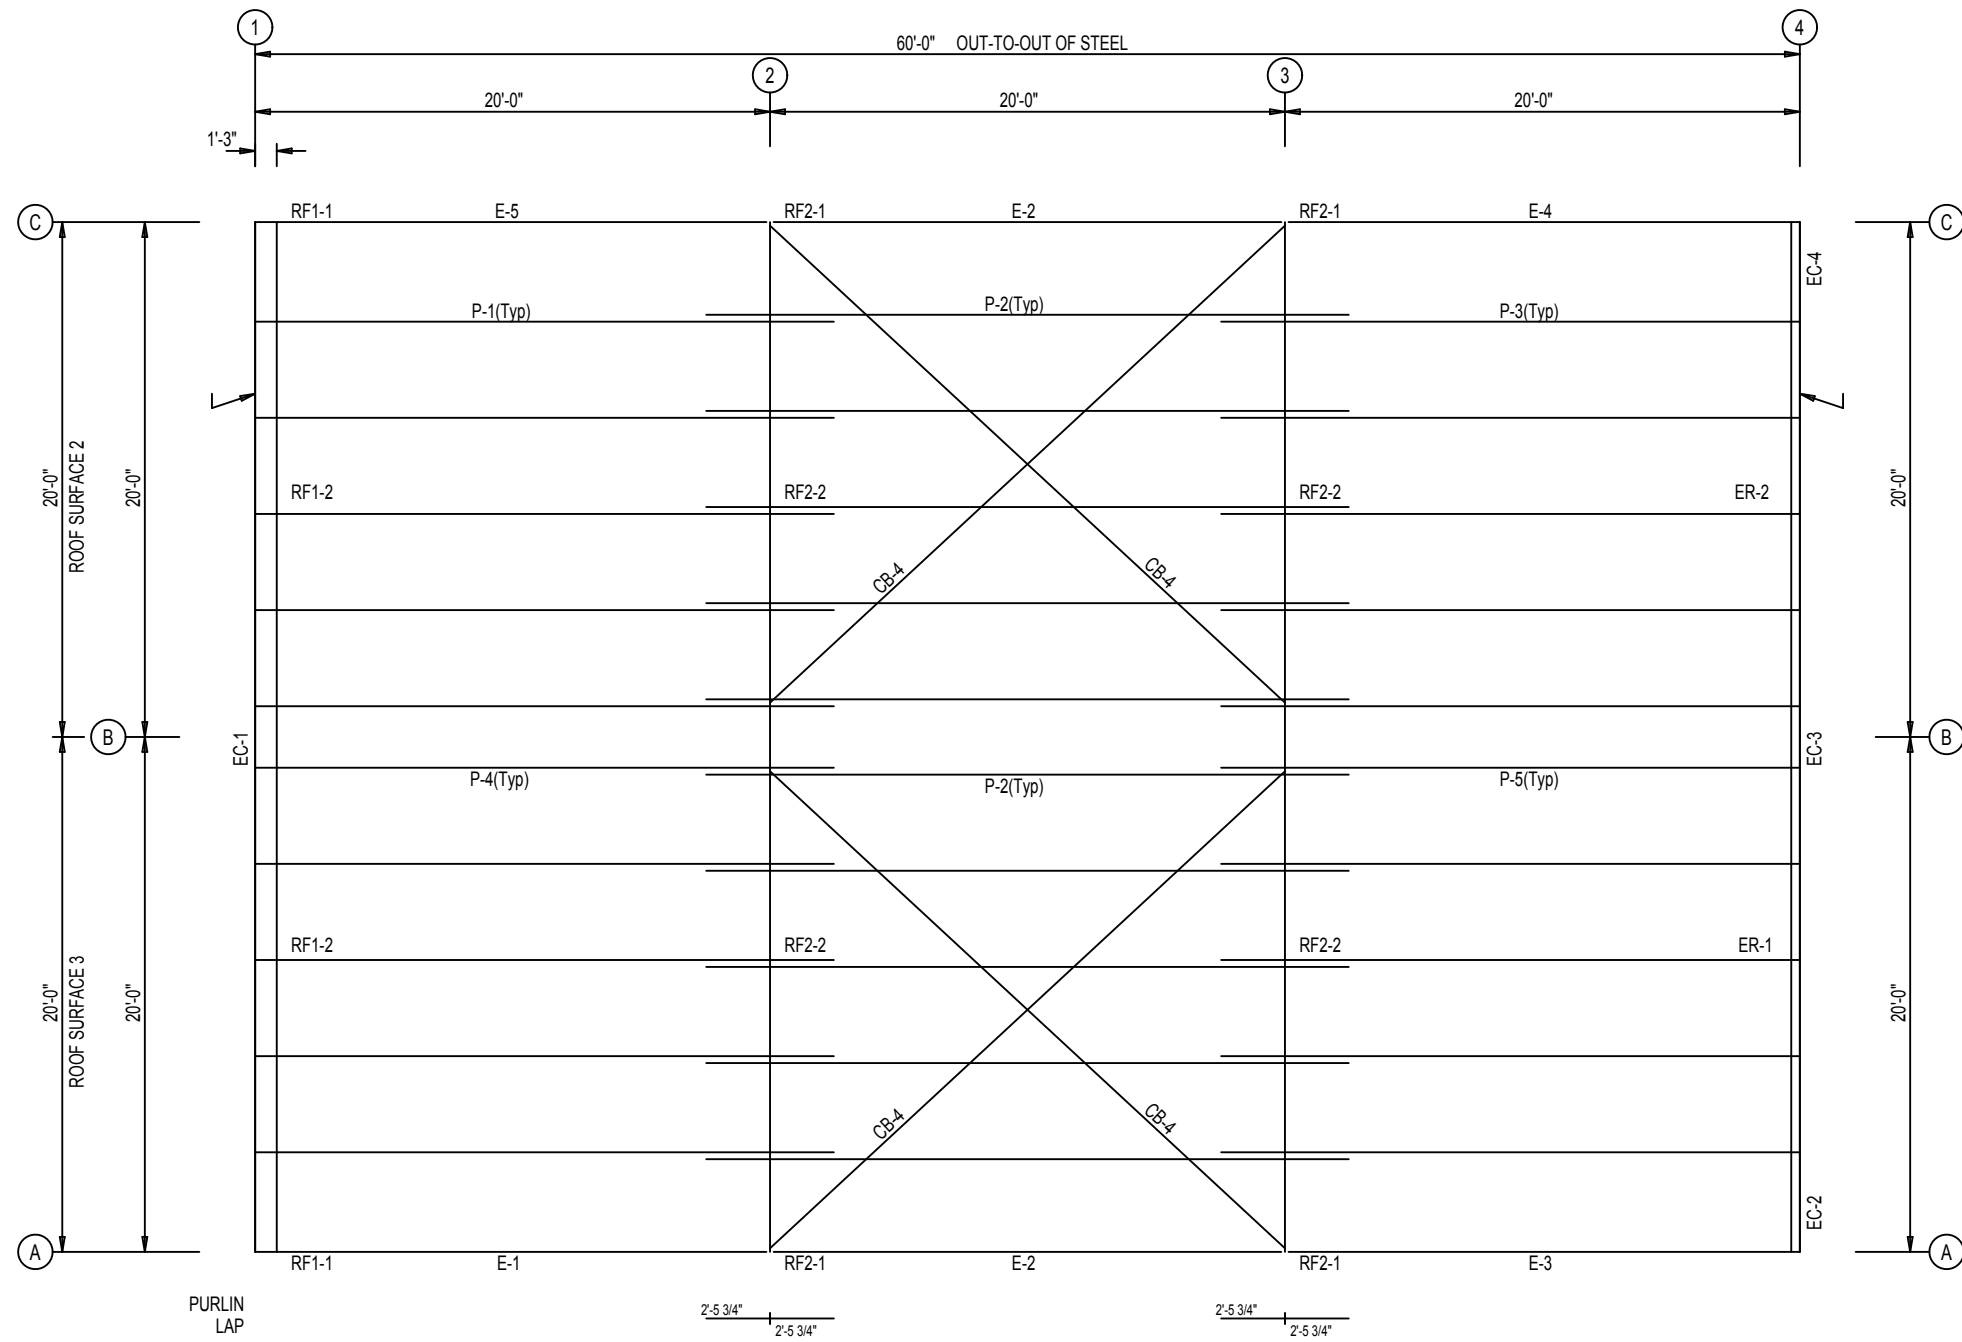 1
4
60'-0" OUT-TO-OUT OF STEEL
2
3
20'-0"
20'-0"
20'-0"
1'-3"
C
RF1-1
E-5
RF2-1
E-2
RF2-1
E-4
C
EC-4
P-1(Typ)
P-2(Typ)
P-3(Typ)
20'-0"
ROOF SURFACE 2
20'-0"
RF1-2
RF2-2
RF2-2
ER-2
20'-0"
CB-4
CB-4
B
EC-1
EC-3
B
P-4(Typ)
P-2(Typ)
P-5(Typ)
RF1-2
RF2-2
RF2-2
ER-1
20'-0"
ROOF SURFACE 3
20'-0"
20'-0"
CB-4
CB-4
EC-2
A
RF1-1
E-1
RF2-1
E-2
RF2-1
E-3
A
PURLIN
LAP
2'-5 3/4"
2'-5 3/4"
2'-5 3/4"
2'-5 3/4"